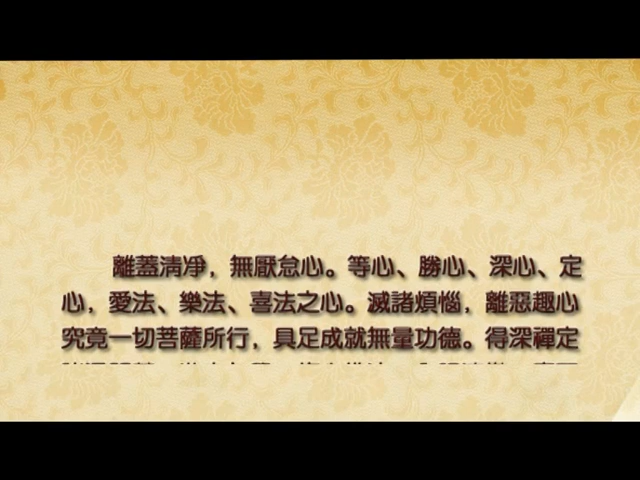 離蓋清淨，無厭怠心。等心、勝心、深心、定
心，愛法、樂法、喜法之心。滅諸煩惱，離惡趣心
究竟一切菩薩所行，具足成就無量功德。得深禪定